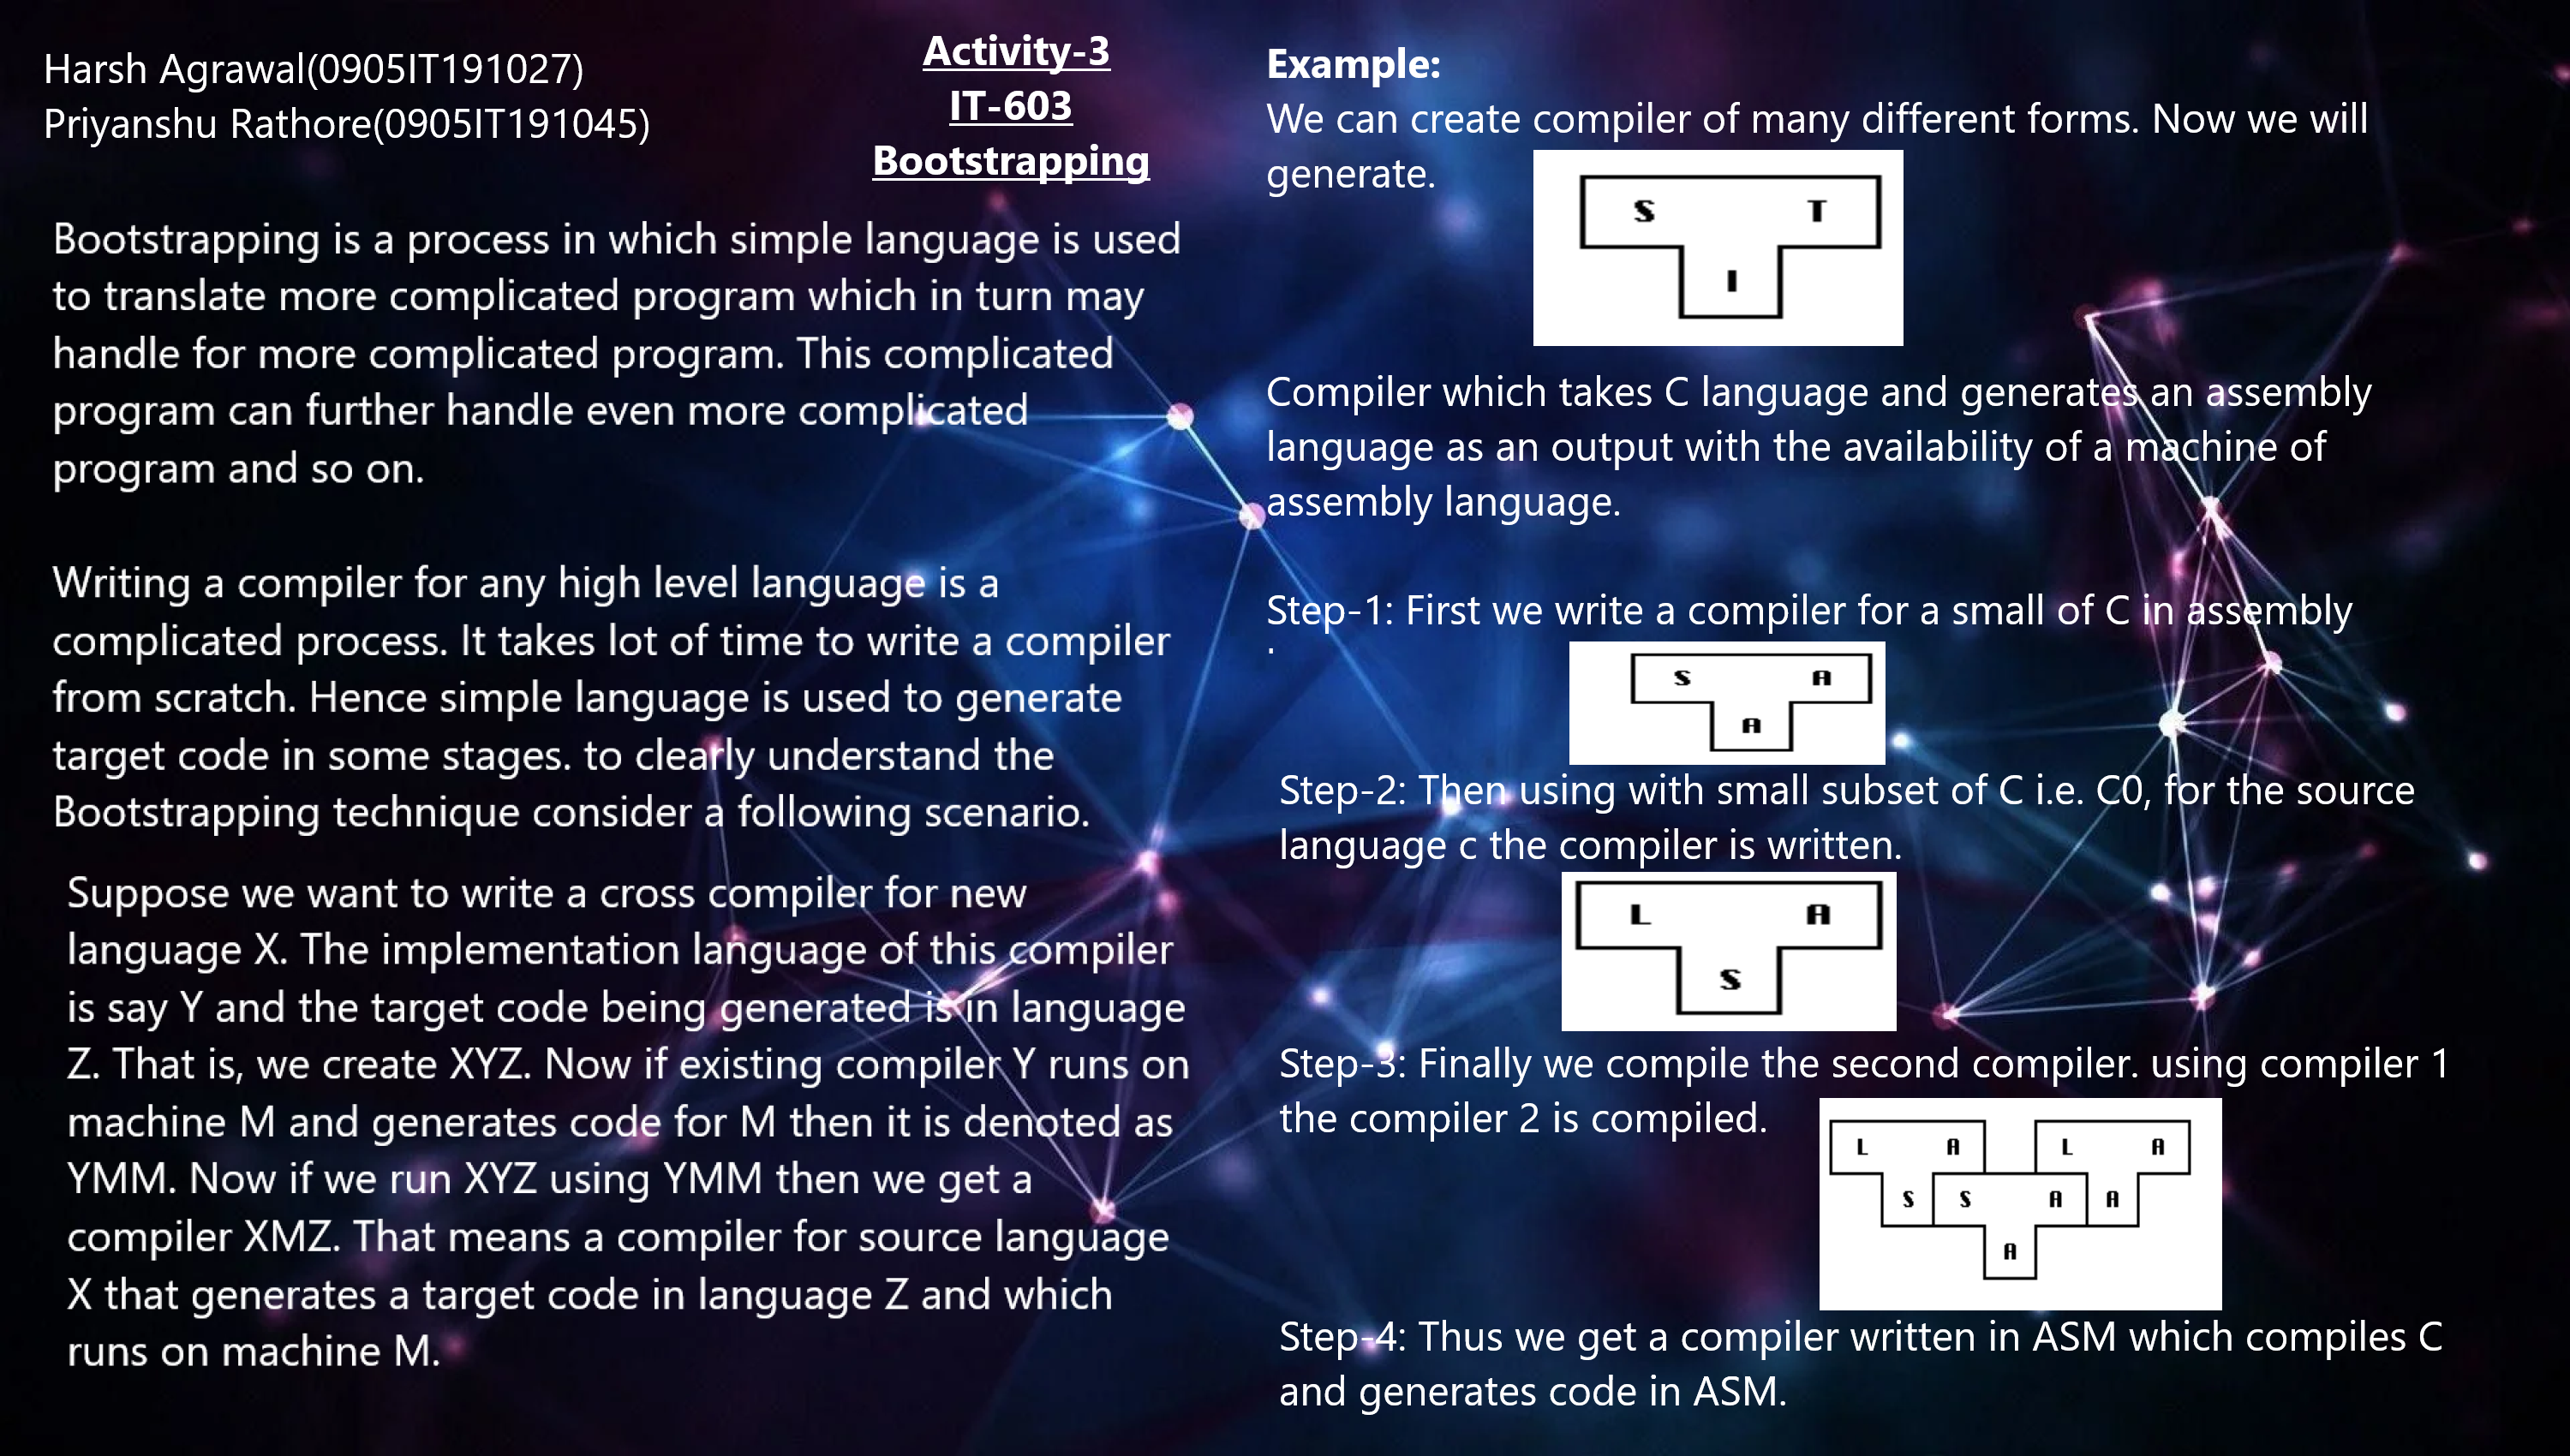 Harsh Agrawal(0905IT191027)
Priyanshu Rathore(0905IT191045)
Activity-3
IT-603
Bootstrapping
Bootstrapping is a process in which simple language is used
to translate more complicated program which in turn may
handle for more complicated program. This complicated
program can further handle even more complicated
program and so on.
Writing a compiler for any high level language is a
complicated process. It takes lot of time to write a compiler
from scratch. Hence simple language is used to generate
target code in some stages. to clearly understand the
Bootstrapping technique consider a following scenario.
Suppose we want to write a cross compiler for new
language X. The implementation language of this compiler
is say Y and the target code being generated is in language
Z. That is, we create XYZ. Now if existing compiler Y runs on
machine M and generates code for M then it is denoted as
YMM. Now if we run XYZ using YMM then we get a
compiler XMZ. That means a compiler for source language
X that generates a target code in language Z and which
runs on machine M.
Example:
We can create compiler of many different forms. Now we will
generate.
S T
I
Compiler which takes C language and generates an assembly
language as an output with the availability of a machine of
assembly language.
Step-1: First we write a compiler for a small of C in assembly
.
S A
A
Step-2: Then using with small subset of C i.e. C0, for the source
language c the compiler is written.
L A
S
Step-3: Finally we compile the second compiler. using compiler 1
the compiler 2 is compiled.
L A L A
S S A A
A
Step-4: Thus we get a compiler written in ASM which compiles C
and generates code in ASM.